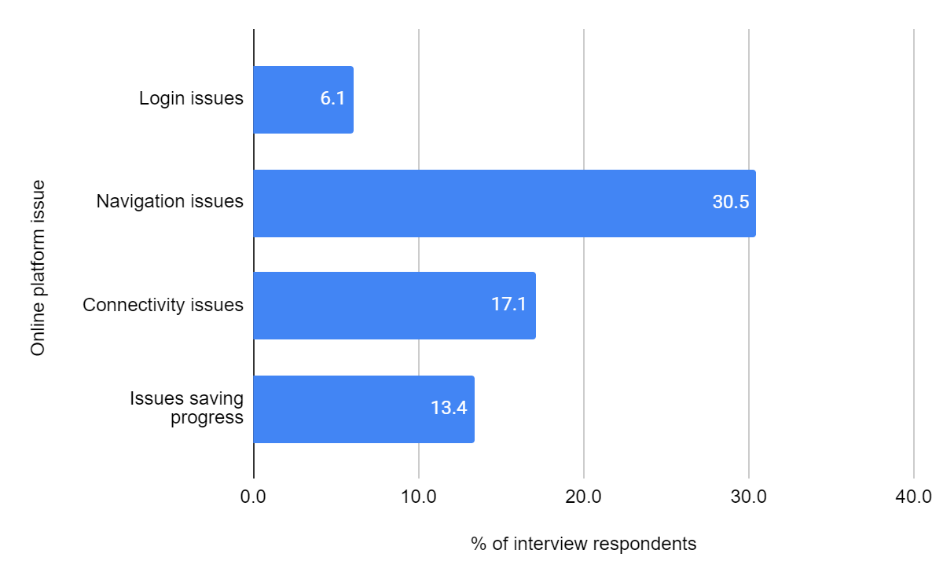 Online platform issue
Login issues
6.1
Navigation issues
30.5
Connectivity issues
17.1
Issues saving
progress
13.4
0.0
10.0
20.0
30.0
40.0
% of interview respondents